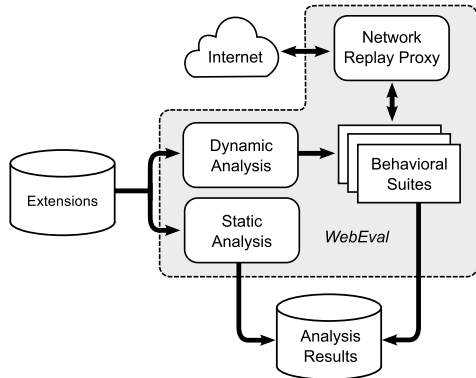 Internet
Network
Replay Proxy
Dynamic
Analysis
Behavioral
Suites
Extensions
Static
Analysis
WebEval
Analysis
Results